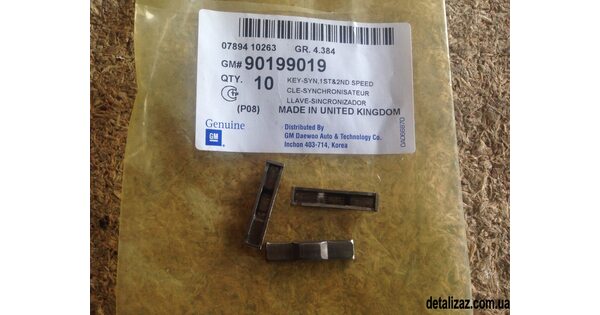 07894 10263 GR. 4.384
GM# 90199019
QTY. 10 KEY-SYN,1ST&2ND SPEED
CLE-SYNCHRONISATEUR
LLAVE-SINCRONIZADOR
(P08) MADE IN UNITED KINGDOM
Genuine
GM
Distributed By
GM Daewoo Auto & Technology Co.
Inchon 403-714, Korea
detalizaz.com.ua